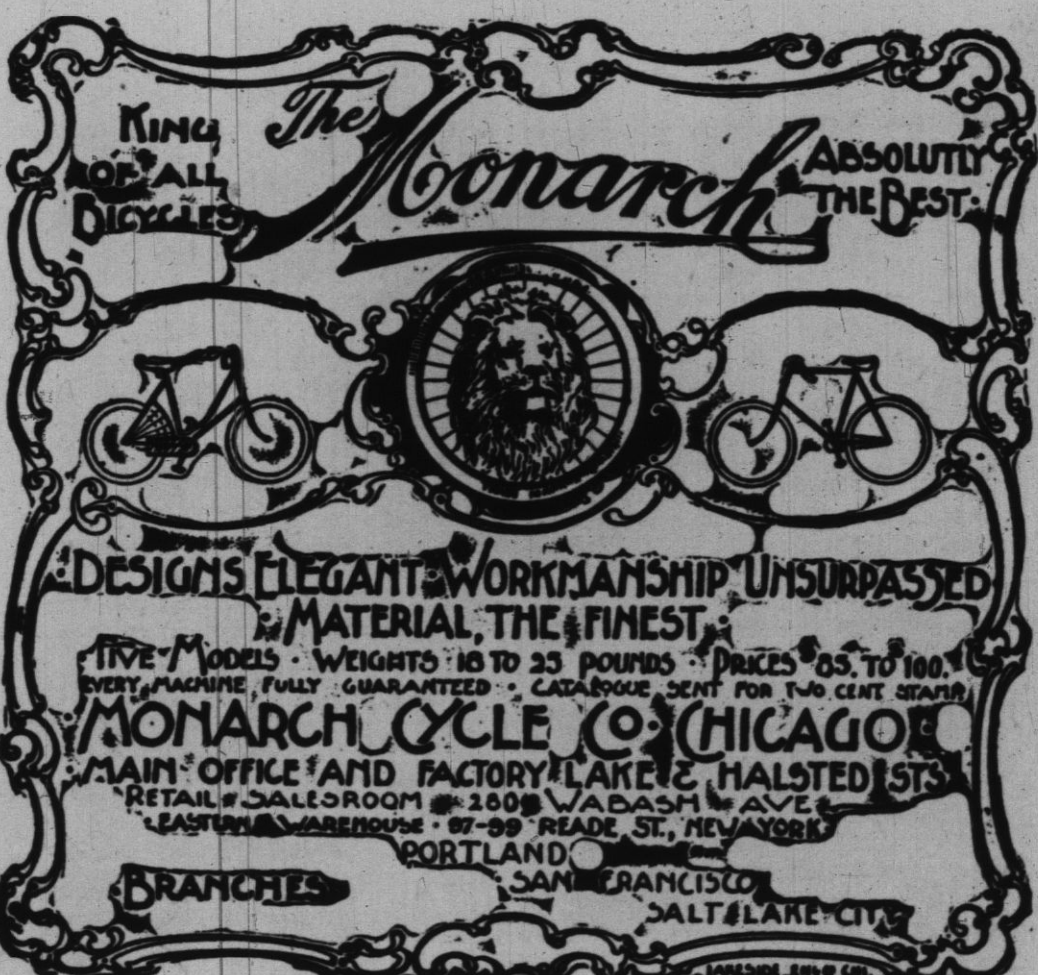 The Monarch
KING
OF ALL
BICYCLES
ABSOLUTLY
THE BEST.
DESIGNS ELEGANT. WORKMANSHIP UNSURPASSED
MATERIAL, THE FINEST.
FIVE MODELS · WEIGHTS 18 TO 25 POUNDS · PRICES $85. TO $100.
EVERY MACHINE FULLY GUARANTEED · CATALOGUE SENT FOR TWO CENT STAMP
MONARCH CYCLE CO. CHICAGO
MAIN OFFICE AND FACTORY LAKE & HALSTED STS
RETAIL SALESROOM 280 WABASH AVE
EASTERN WAREHOUSE · 97-99 READE ST., NEW YORK
BRANCHES
PORTLAND
SAN FRANCISCO
SALT LAKE CITY
LAKESIDE